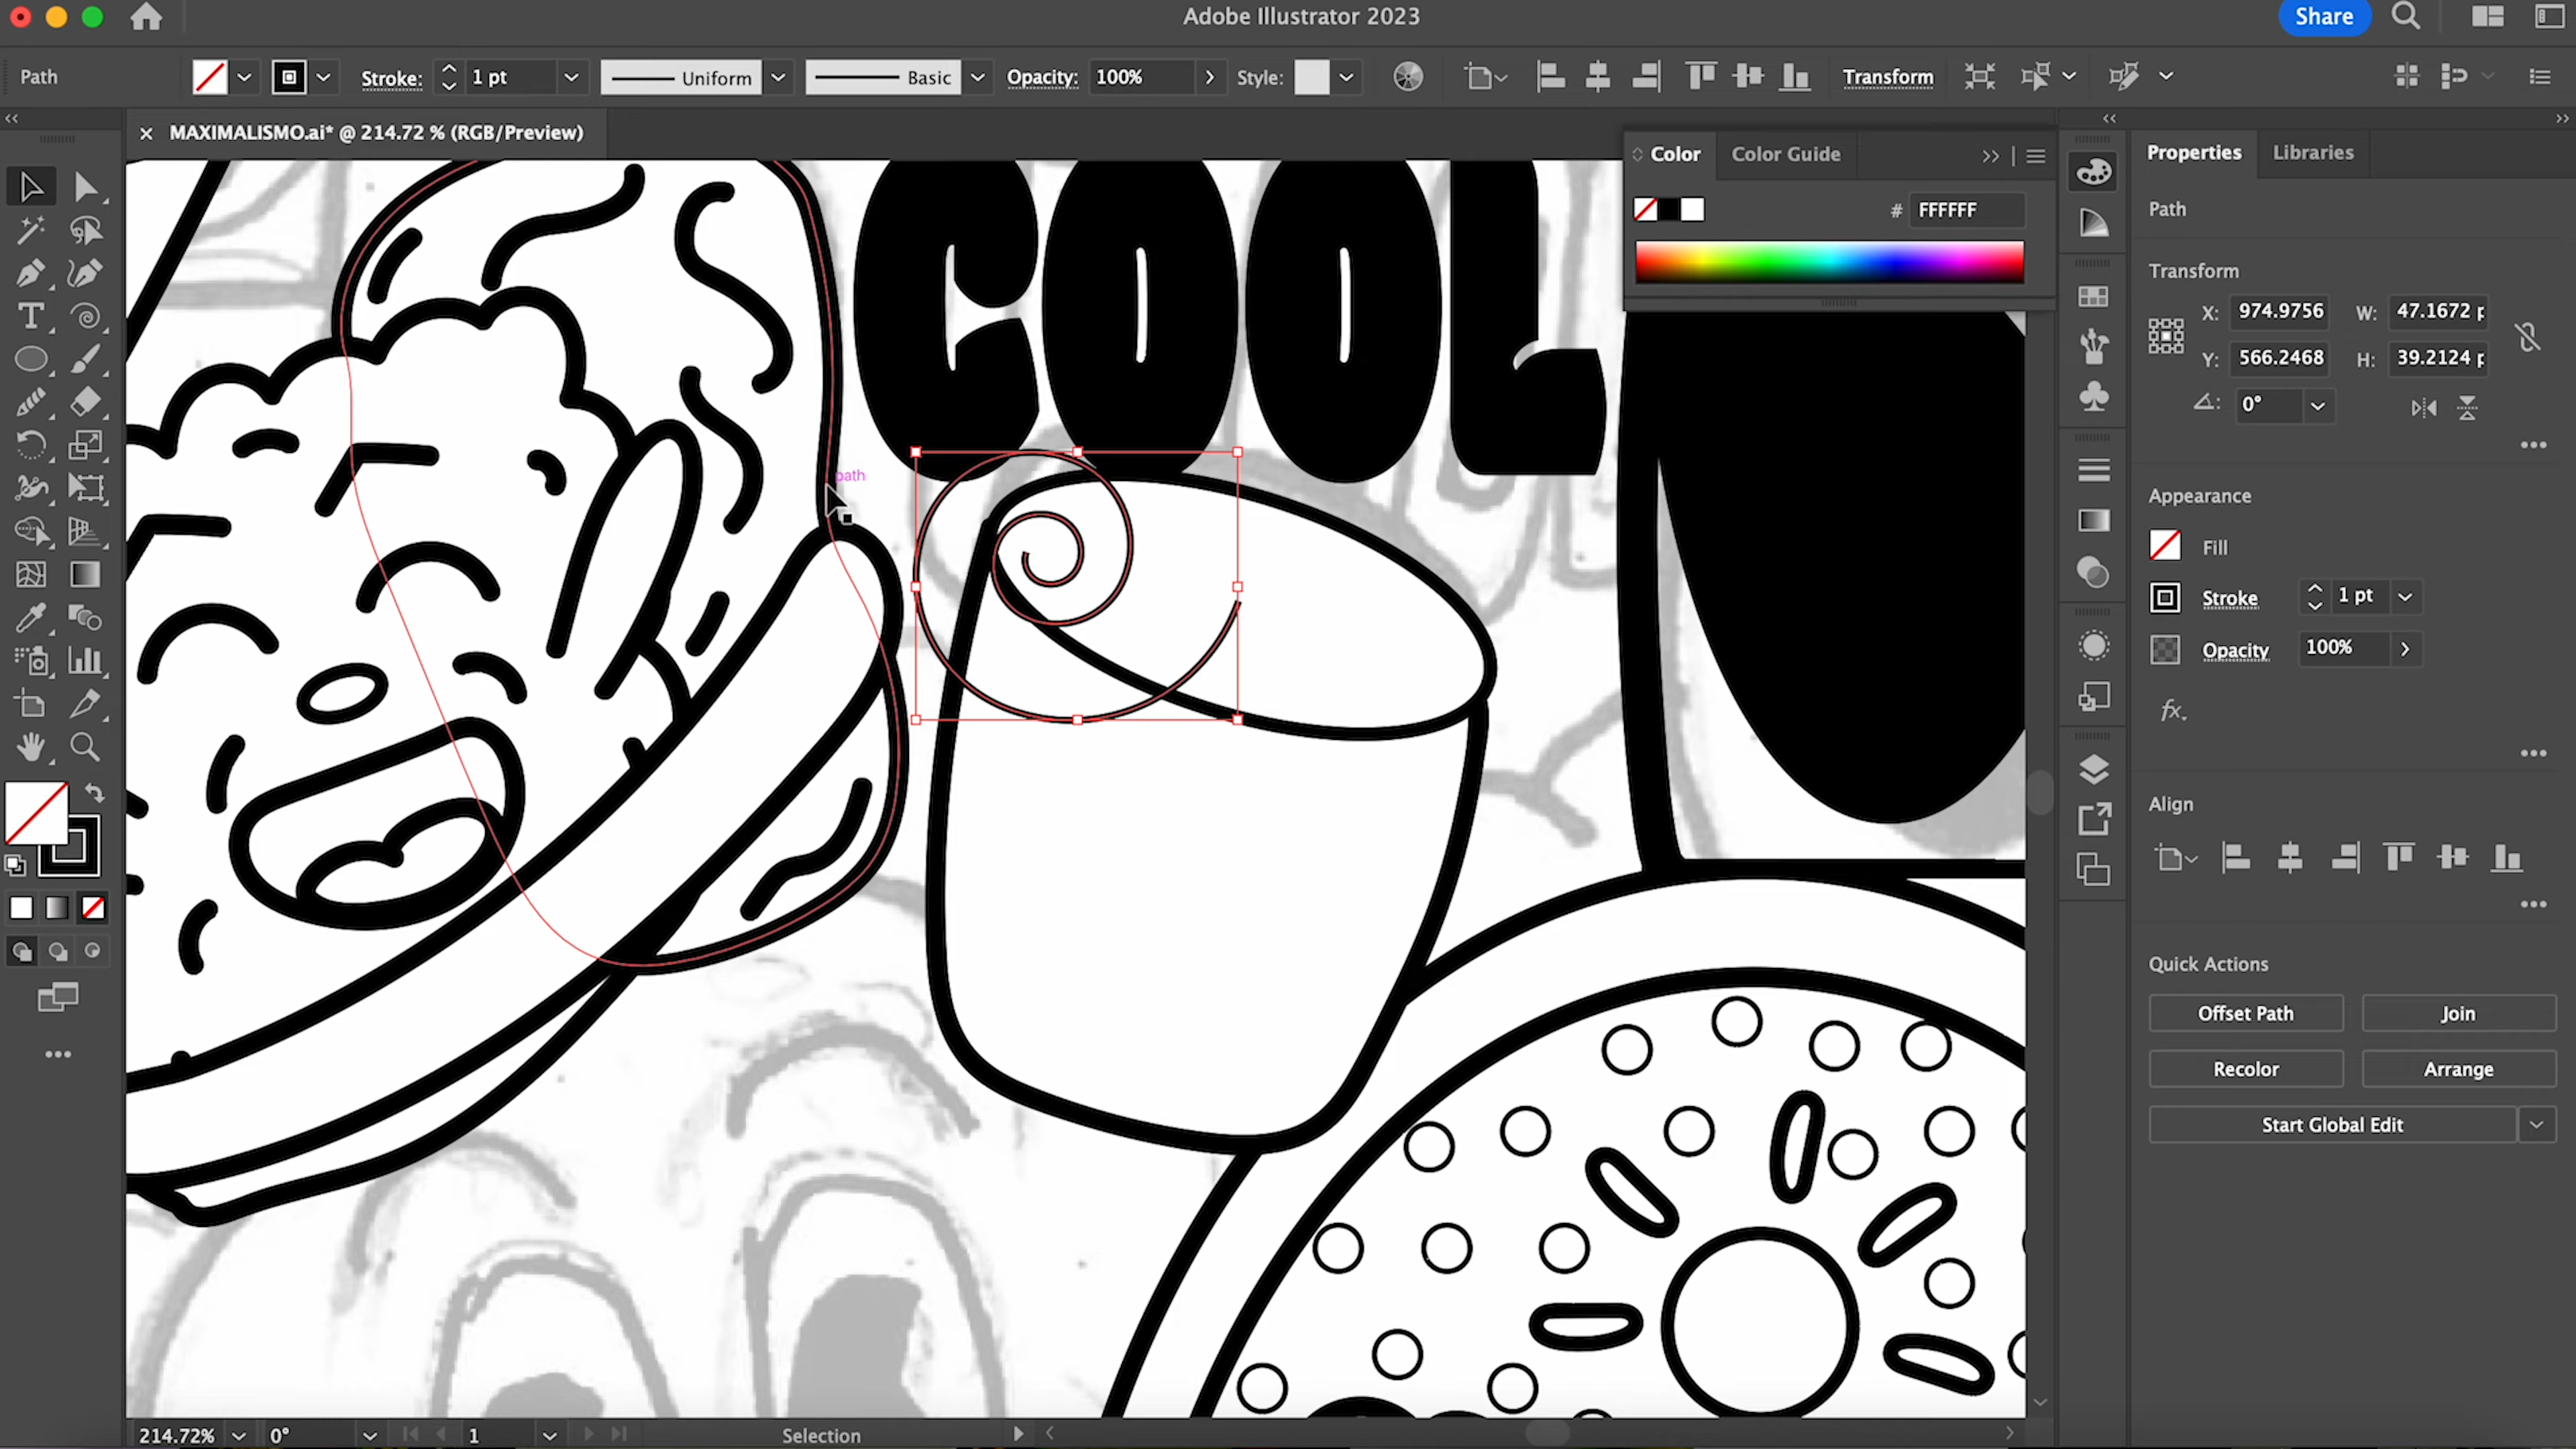 Adobe Illustrator 2023
Share
Path
Stroke:
1 pt
Uniform
Basic
Opacity:
100%
Style:
Transform
MAXIMALISMO.ai* @ 214.72 % (RGB/Preview)
Color
Color Guide
# FFFFFF
Properties
Libraries
Path
Transform
X: 974.9756
W: 47.1672 p
Y: 566.2468
H: 39.2124 p
0°
Appearance
Fill
Stroke
1 pt
Opacity
100%
fx.
Align
Quick Actions
Offset Path
Join
Recolor
Arrange
Start Global Edit
COOL
path
214.72%
0°
1
Selection